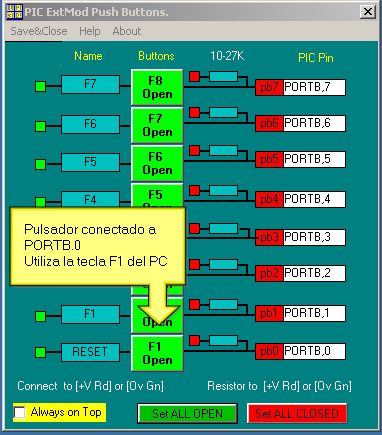 PIC ExtMod Push Buttons.
Save&Close Help About
Name Buttons 10-27K PIC Pin
F7 F8 Open pb7 PORTB,7
F6 F7 Open pb6 PORTB,6
F5 F6 Open pb5 PORTB,5
F4 F5 pb4 PORTB,4
Pulsador conectado a
PORTB.0
Utiliza la tecla F1 del PC
pb3 PORTB,3
pb2 PORTB,2
F1 Open pb1 PORTB,1
RESET F1 Open pb0 PORTB,0
Connect to [+V Rd] or [Ov Gn] Resistor to [+V Rd] or [Ov Gn]
Always on Top Set ALL OPEN Set ALL CLOSED